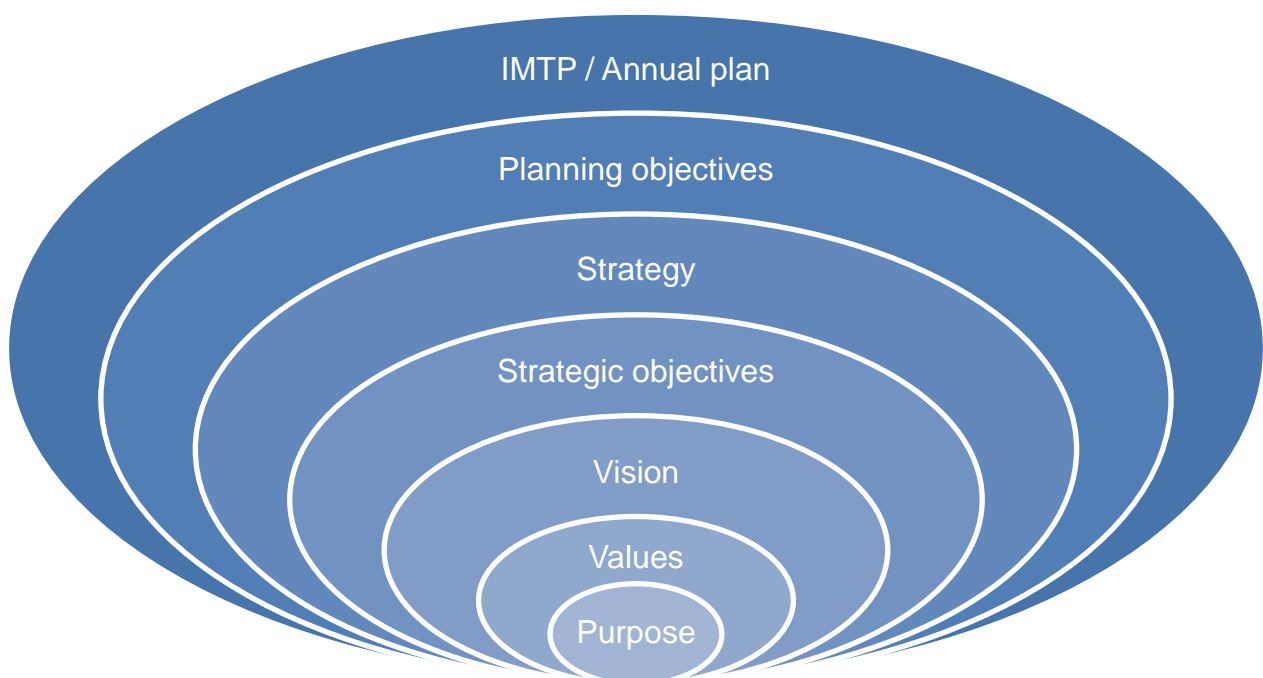 IMTP / Annual plan
Planning objectives
Strategy
Strategic objectives
Vision
Values
Purpose